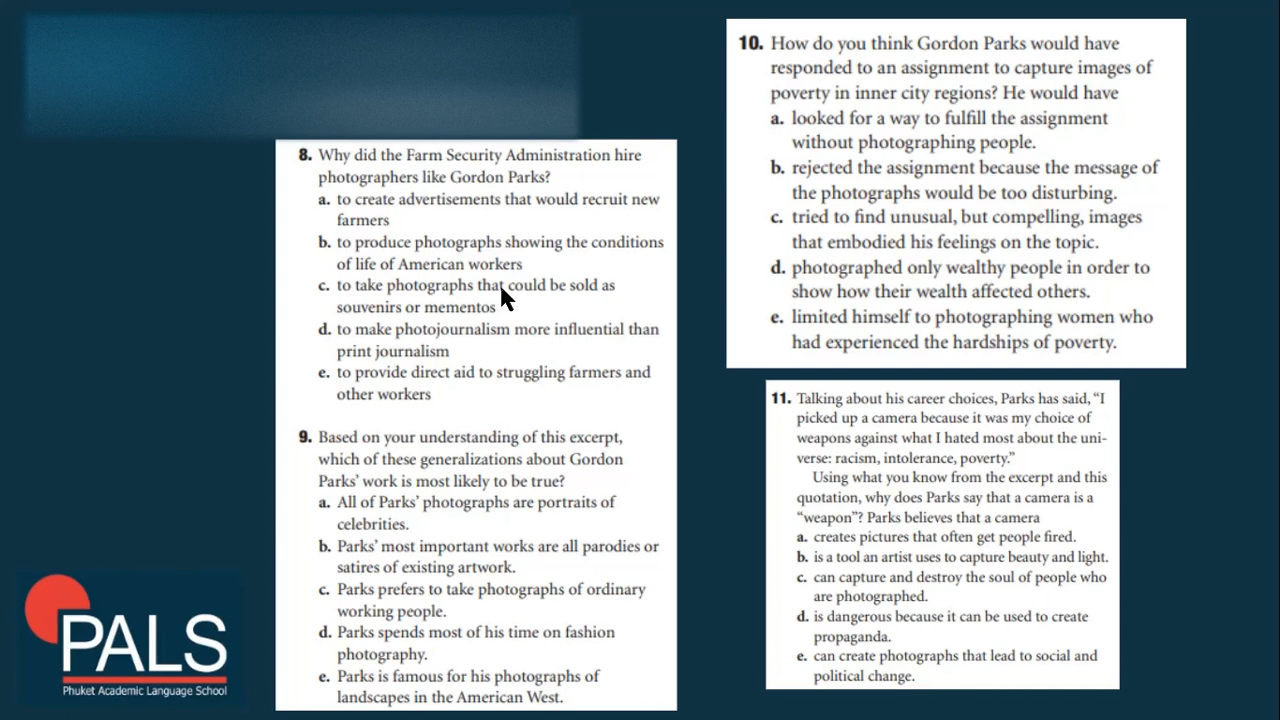 8. Why did the Farm Security Administration hire
photographers like Gordon Parks?
a. to create advertisements that would recruit new
farmers
b. to produce photographs showing the conditions
of life of American workers
c. to take photographs that could be sold as
souvenirs or mementos
d. to make photojournalism more influential than
print journalism
e. to provide direct aid to struggling farmers and
other workers
9. Based on your understanding of this excerpt,
which of these generalizations about Gordon
Parks’ work is most likely to be true?
a. All of Parks’ photographs are portraits of
celebrities.
b. Parks’ most important works are all parodies or
satires of existing artwork.
c. Parks prefers to take photographs of ordinary
working people.
d. Parks spends most of his time on fashion
photography.
e. Parks is famous for his photographs of
landscapes in the American West.
10. How do you think Gordon Parks would have
responded to an assignment to capture images of
poverty in inner city regions? He would have
a. looked for a way to fulfill the assignment
without photographing people.
b. rejected the assignment because the message of
the photographs would be too disturbing.
c. tried to find unusual, but compelling, images
that embodied his feelings on the topic.
d. photographed only wealthy people in order to
show how their wealth affected others.
e. limited himself to photographing women who
had experienced the hardships of poverty.
11. Talking about his career choices, Parks has said, “I
picked up a camera because it was my choice of
weapons against what I hated most about the uni-
verse: racism, intolerance, poverty.”
Using what you know from the excerpt and this
quotation, why does Parks say that a camera is a
“weapon”? Parks believes that a camera
a. creates pictures that often get people fired.
b. is a tool an artist uses to capture beauty and light.
c. can capture and destroy the soul of people who
are photographed.
d. is dangerous because it can be used to create
propaganda.
e. can create photographs that lead to social and
political change.
PALS
Phuket Academic Language School